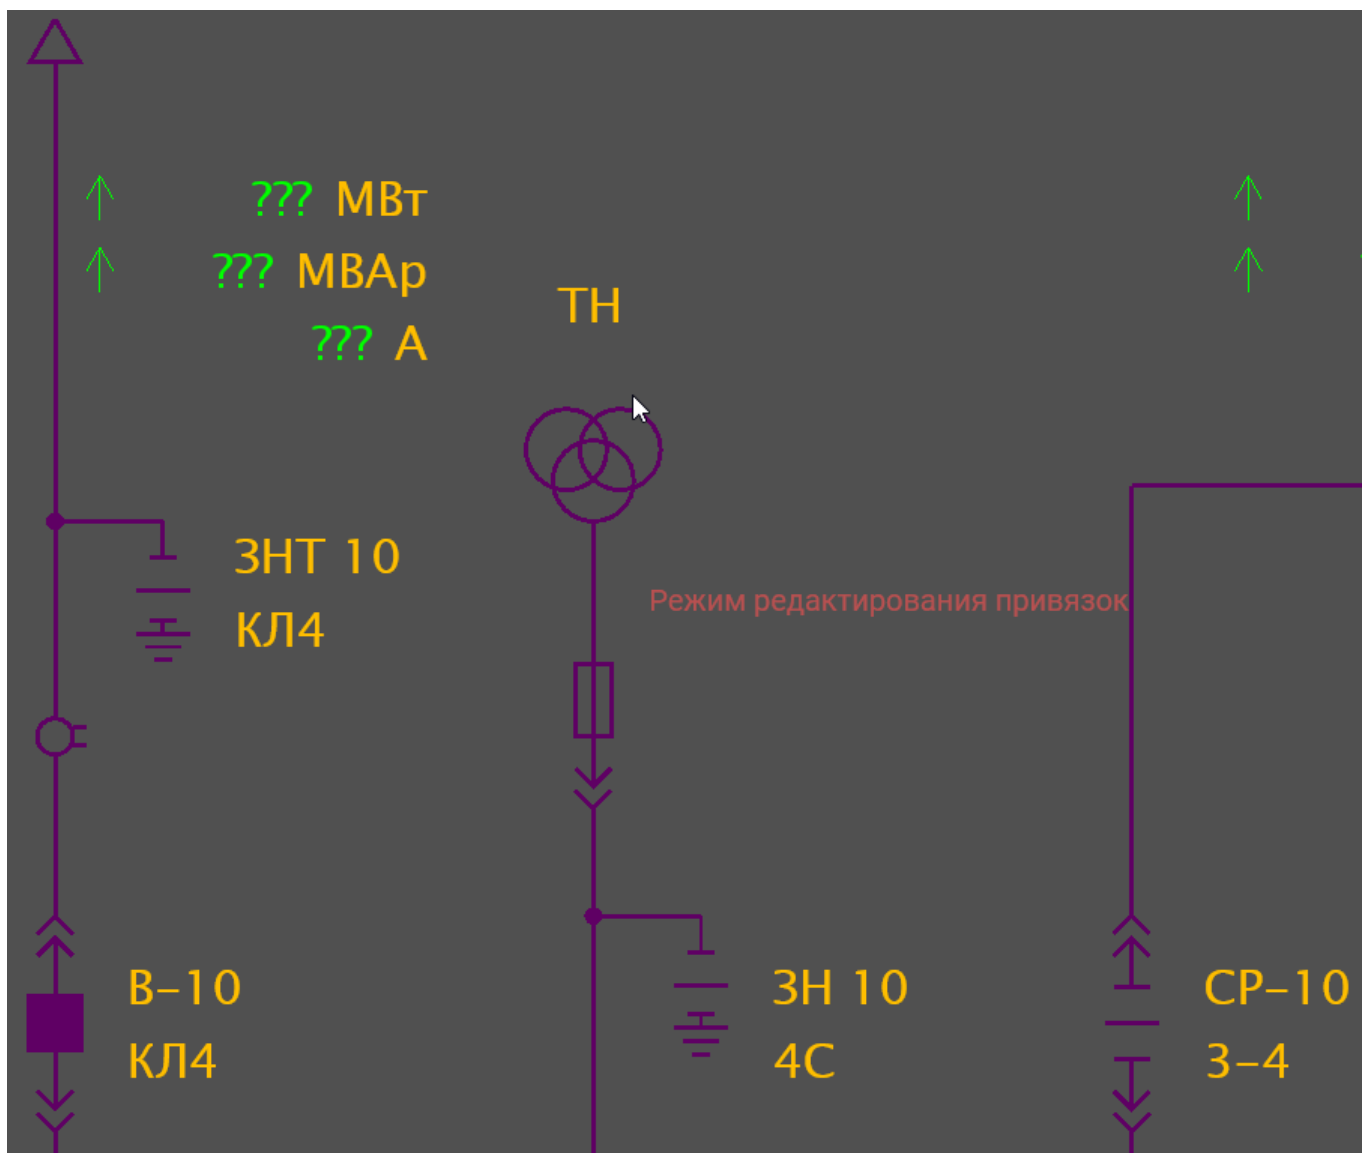 ??? МВт
??? МВАр
??? А
ТН
ЗНТ 10
КЛ4
Режим редактирования привязок
В-10
КЛ4
ЗН 10
4С
СР-10
3-4